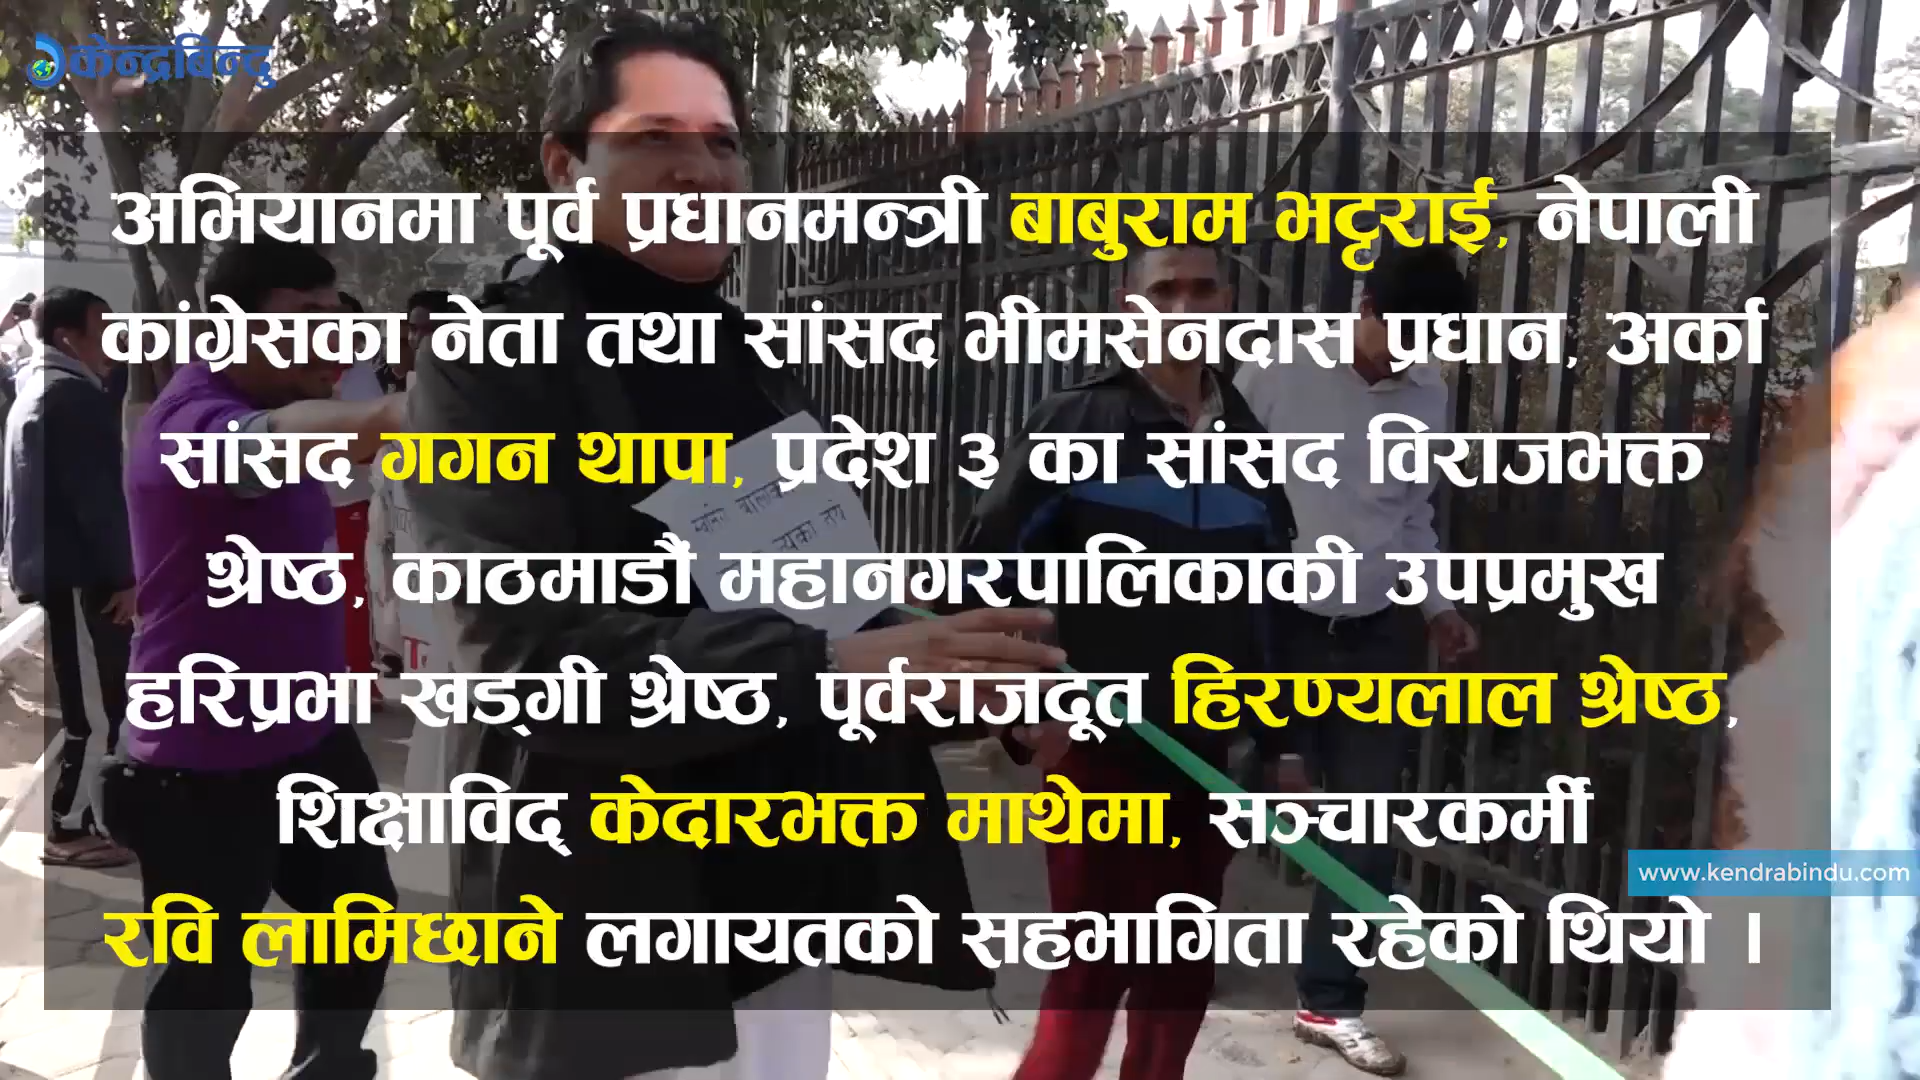 केन्द्रबिन्दु
अभियानमा पूर्व प्रधानमन्त्री बाबुराम भट्टराई, नेपाली
कांग्रेसका नेता तथा सांसद भीमसेनदास प्रधान, अर्का
सांसद गगन थापा, प्रदेश ३ का सांसद विराजभक्त
श्रेष्ठ, काठमाडौं महानगरपालिकाकी उपप्रमुख
हरिप्रभा खड्गी श्रेष्ठ, पूर्वराजदूत हिरण्यलाल श्रेष्ठ,
शिक्षाविद् केदारभक्त माथेमा, सञ्चारकर्मी
रवि लामिछाने लगायतको सहभागिता रहेको थियो ।
www.kendrabindu.com